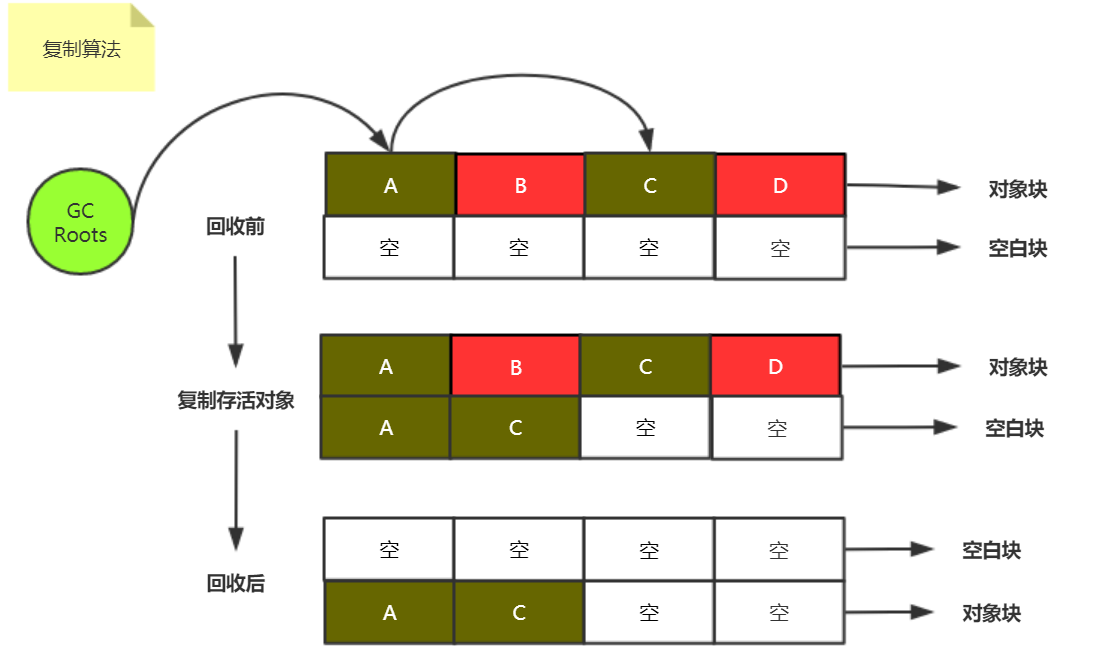 复制算法
GC
Roots
回收前
A B C D 对象块
空 空 空 空 空白块
复制存活对象
A B C D 对象块
A C 空 空 空白块
回收后
空 空 空 空 空白块
A C 空 空 对象块